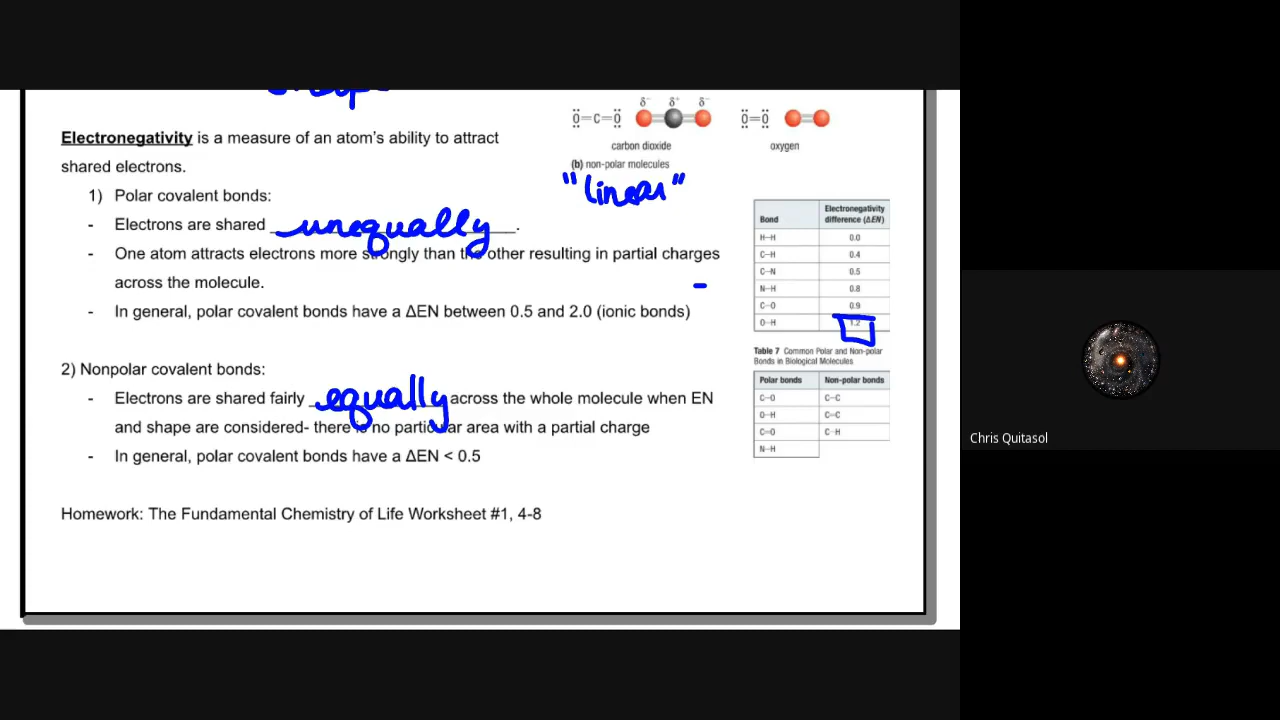 Ö=C=Ö
δ⁻ δ⁺ δ⁻
Ö=Ö
carbon dioxide
oxygen
(b) non-polar molecules
"linear"
Electronegativity is a measure of an atom's ability to attract
shared electrons.
1) Polar covalent bonds:
- Electrons are shared unequally.
- One atom attracts electrons more strongly than the other resulting in partial charges
across the molecule.
- In general, polar covalent bonds have a ΔEN between 0.5 and 2.0 (ionic bonds)
2) Nonpolar covalent bonds:
- Electrons are shared fairly equally across the whole molecule when EN
and shape are considered- there is no particular area with a partial charge
- In general, polar covalent bonds have a ΔEN < 0.5
Homework: The Fundamental Chemistry of Life Worksheet #1, 4-8
Bond Electronegativity difference (ΔEN)
H–H 0.0
C–H 0.4
C–N 0.5
N–H 0.8
C–O 0.9
O–H 1.2
Table 7 Common Polar and Non-polar
Bonds in Biological Molecules
Polar bonds Non-polar bonds
C–O C–C
O–H C=C
C=O C–H
N–H
Chris Quitasol